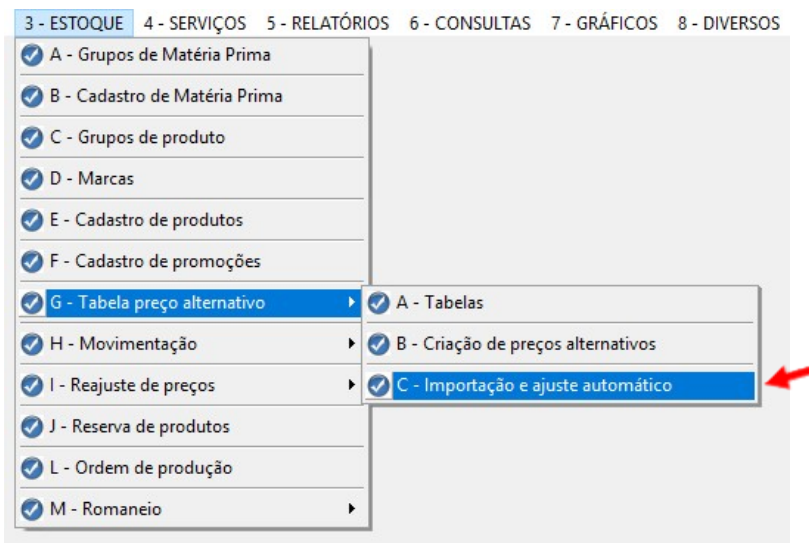 3 - ESTOQUE 4 - SERVIÇOS 5 - RELATÓRIOS 6 - CONSULTAS 7 - GRÁFICOS 8 - DIVERSOS
A - Grupos de Matéria Prima
B - Cadastro de Matéria Prima
C - Grupos de produto
D - Marcas
E - Cadastro de produtos
F - Cadastro de promoções
G - Tabela preço alternativo
A - Tabelas
H - Movimentação
B - Criação de preços alternativos
I - Reajuste de preços
C - Importação e ajuste automático
J - Reserva de produtos
L - Ordem de produção
M - Romaneio